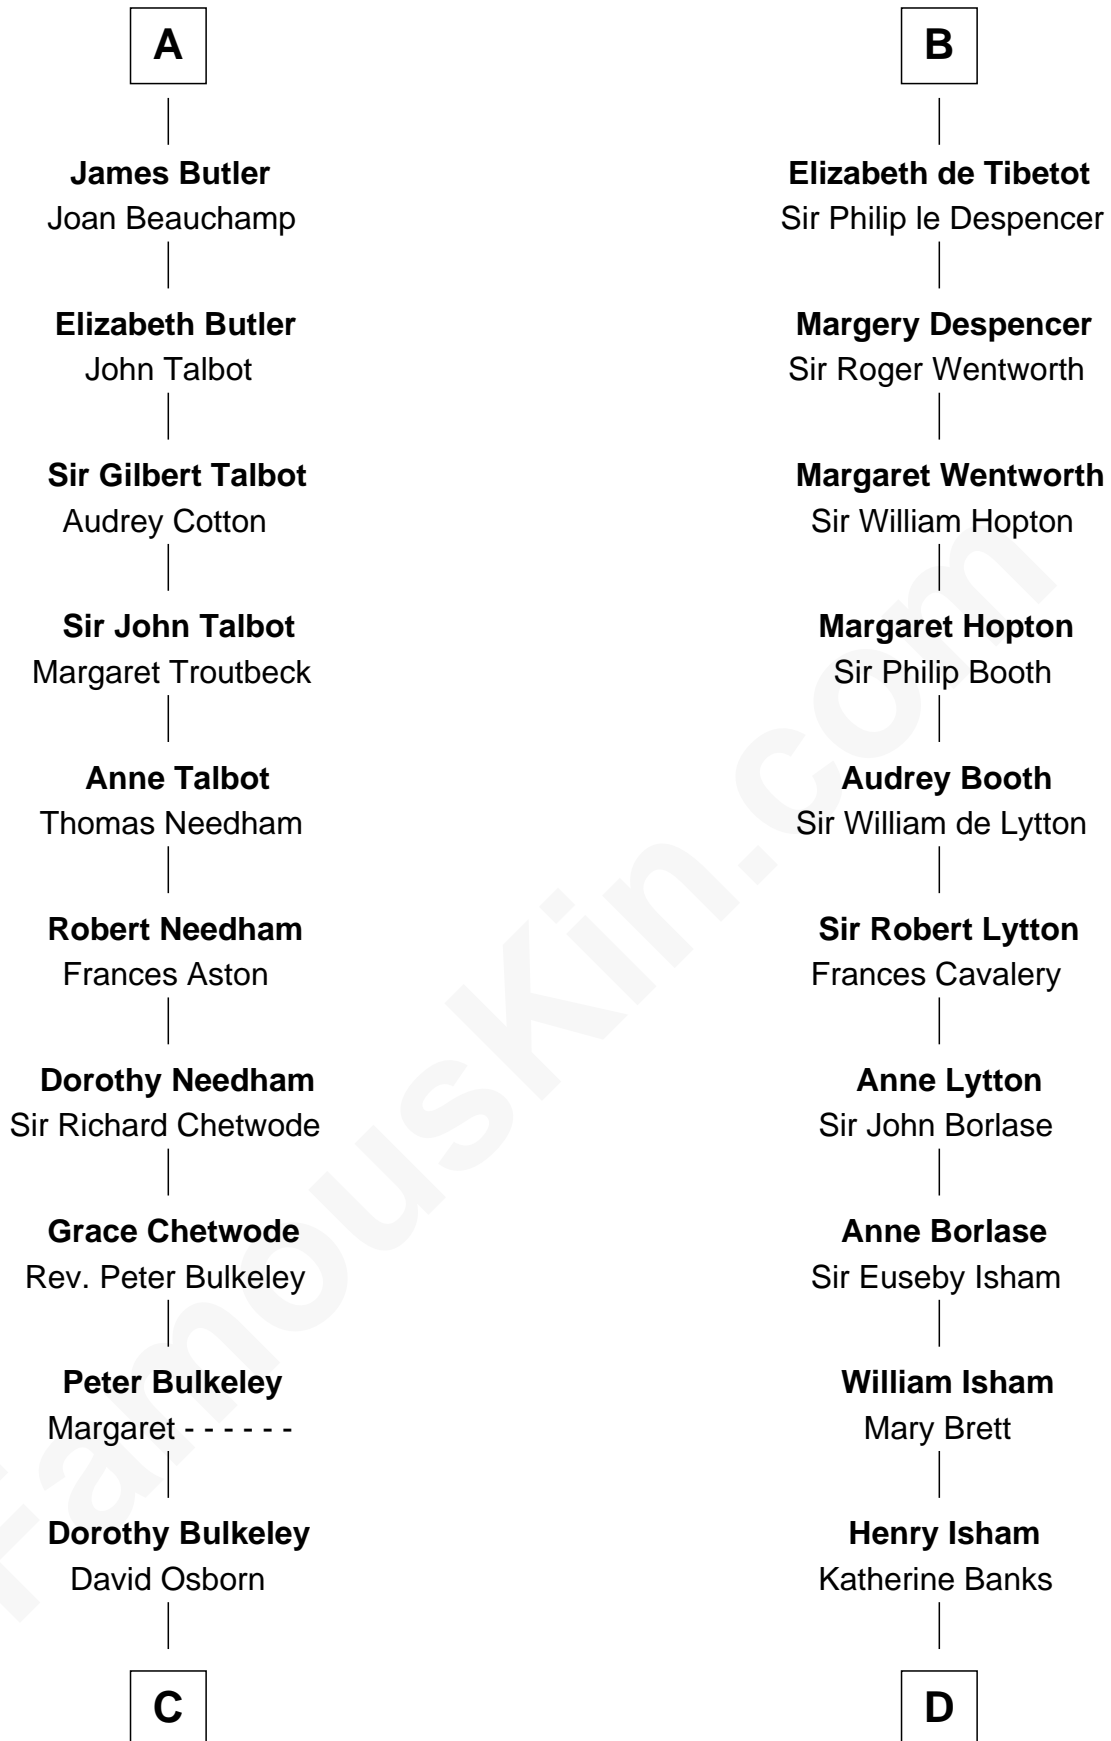 A
James Butler
Joan Beauchamp
Elizabeth Butler
John Talbot
Sir Gilbert Talbot
Audrey Cotton
Sir John Talbot
Margaret Troutbeck
Anne Talbot
Thomas Needham
Robert Needham
Frances Aston
Dorothy Needham
Sir Richard Chetwode
Grace Chetwode
Rev. Peter Bulkeley
Peter Bulkeley
Margaret - - - - - -
Dorothy Bulkeley
David Osborn
C
B
Elizabeth de Tibetot
Sir Philip le Despencer
Margery Despencer
Sir Roger Wentworth
Margaret Wentworth
Sir William Hopton
Margaret Hopton
Sir Philip Booth
Audrey Booth
Sir William de Lytton
Sir Robert Lytton
Frances Cavalery
Anne Lytton
Sir John Borlase
Anne Borlase
Sir Euseby Isham
William Isham
Mary Brett
Henry Isham
Katherine Banks
D
FamousKin.com